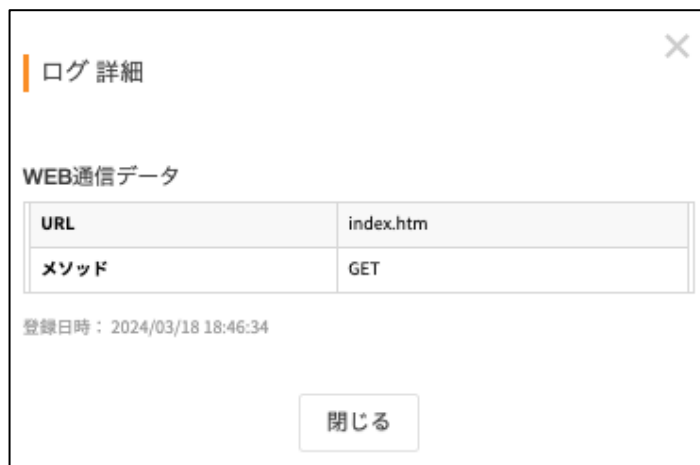 ログ 詳細
WEB通信データ
URL index.htm
メソッド GET
登録日時： 2024/03/18 18:46:34
閉じる